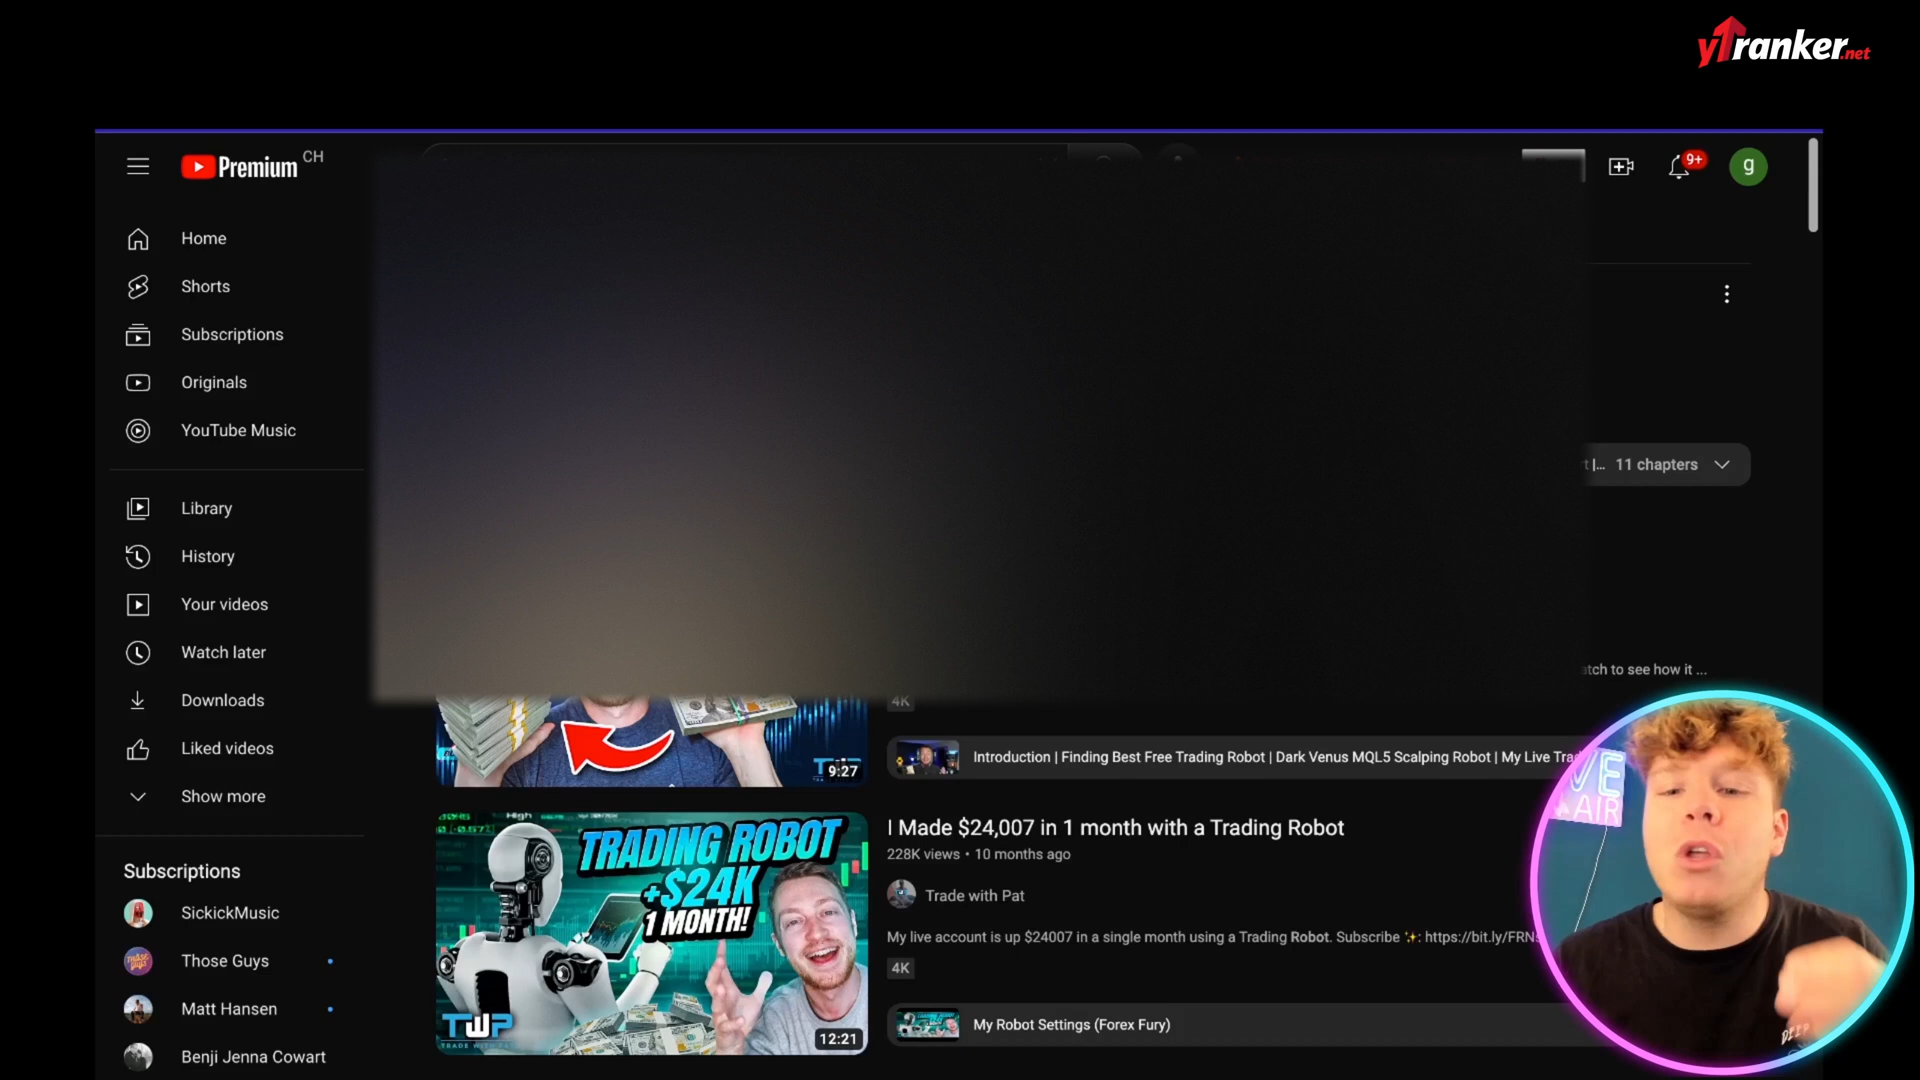 yTranker.net
Premium CH
9+
g
Home
Shorts
Subscriptions
Originals
YouTube Music
t |... 11 chapters
Library
History
Your videos
Watch later
atch to see how it ...
Downloads
4K
Liked videos
9:27
Introduction | Finding Best Free Trading Robot | Dark Venus MQL5 Scalping Robot | My Live Trad
Show more
VE
AIR
High
TRADING ROBOT
+$24K
1 MONTH!
TWP
12:21
I Made $24,007 in 1 month with a Trading Robot
228K views • 10 months ago
Trade with Pat
My live account is up $24007 in a single month using a Trading Robot. Subscribe ✨: https://bit.ly/FRN
4K
My Robot Settings (Forex Fury)
Subscriptions
SickickMusic
Those Guys
Matt Hansen
Benji Jenna Cowart